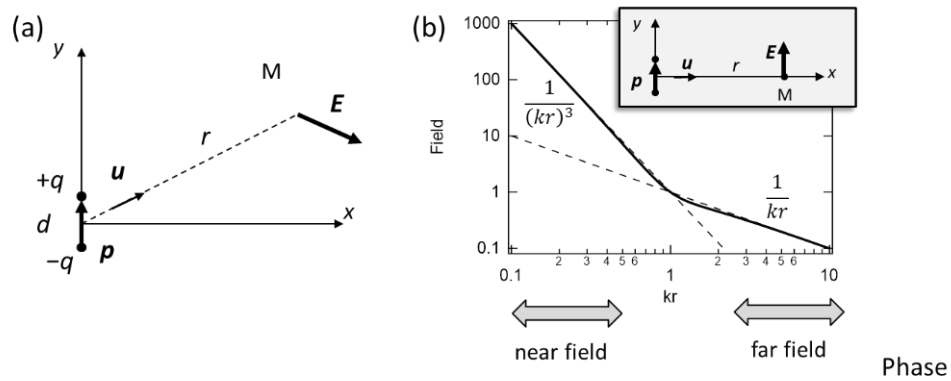 (a)
y
M
E
r
u
+q
d
x
−q
p
(b)
1000
100
10
1
0.1
Field
1/(kr)³
1/kr
y
E
u
r
p
x
M
0.1 2 3 4 5 6 1 2 3 4 5 6 10
kr
near field
far field
Phase